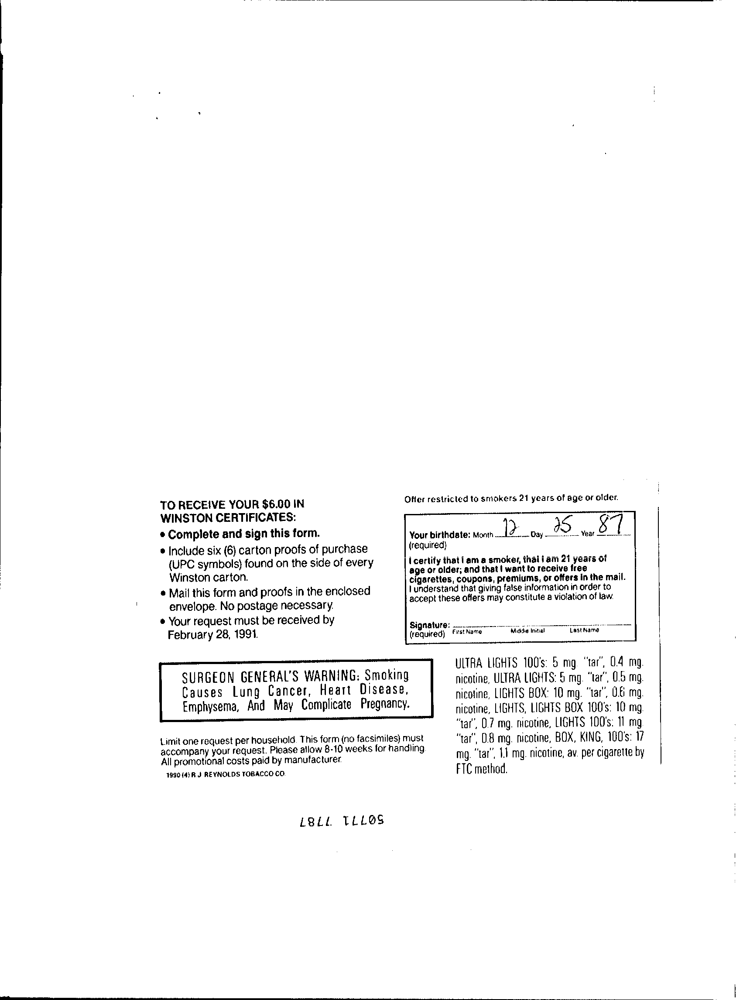 TO RECEIVE YOUR $6.00 IN
WINSTON CERTIFICATES:
• Complete and sign this form.
• Include six (6) carton proofs of purchase
(UPC symbols) found on the side of every
Winston carton.
• Mail this form and proofs in the enclosed
envelope. No postage necessary.
• Your request must be received by
February 28, 1991.
Offer restricted to smokers 21 years of age or older.
Your birthdate: Month 12 Day 25 Year 87
(required)
I certify that I am a smoker, that I am 21 years of
age or older; and that I want to receive free
cigarettes, coupons, premiums, or offers in the mail.
I understand that giving false information in order to
accept these offers may constitute a violation of law.
Signature:
(required) First Name Middle Initial Last Name
SURGEON GENERAL'S WARNING: Smoking
Causes Lung Cancer, Heart Disease,
Emphysema, And May Complicate Pregnancy.
Limit one request per household. This form (no facsimiles) must
accompany your request. Please allow 8-10 weeks for handling.
All promotional costs paid by manufacturer.
1990 (4) R J REYNOLDS TOBACCO CO
ULTRA LIGHTS 100's: 5 mg. "tar", 0.4 mg.
nicotine, ULTRA LIGHTS: 5 mg. "tar", 0.5 mg.
nicotine, LIGHTS BOX: 10 mg. "tar", 0.6 mg.
nicotine, LIGHTS, LIGHTS BOX 100's: 10 mg.
"tar", 0.7 mg. nicotine, LIGHTS 100's: 11 mg.
"tar", 0.8 mg. nicotine, BOX, KING, 100's: 17
mg. "tar", 1.1 mg. nicotine, av. per cigarette by
FTC method.
50771 7787